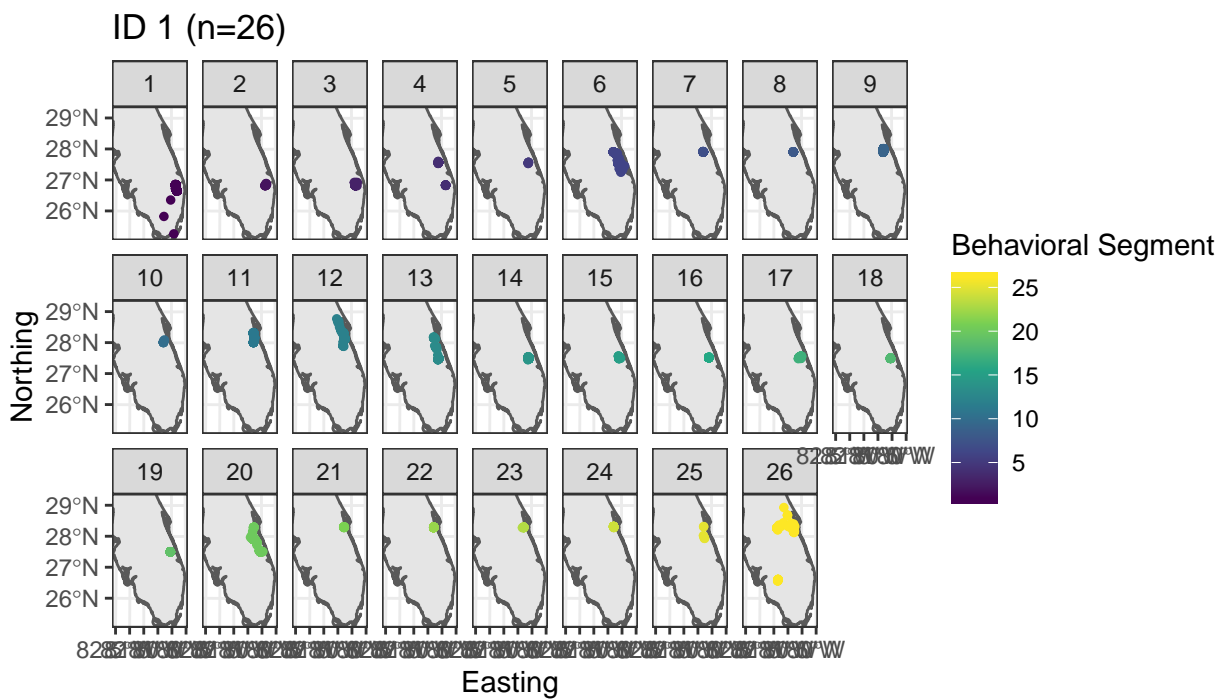 ID 1 (n=26)
1 2 3 4 5 6 7 8 9
29°N
28°N
27°N
26°N
10 11 12 13 14 15 16 17 18
29°N
28°N
27°N
26°N
19 20 21 22 23 24 25 26
29°N
28°N
27°N
26°N
Northing
Easting
Behavioral Segment
25
20
15
10
5